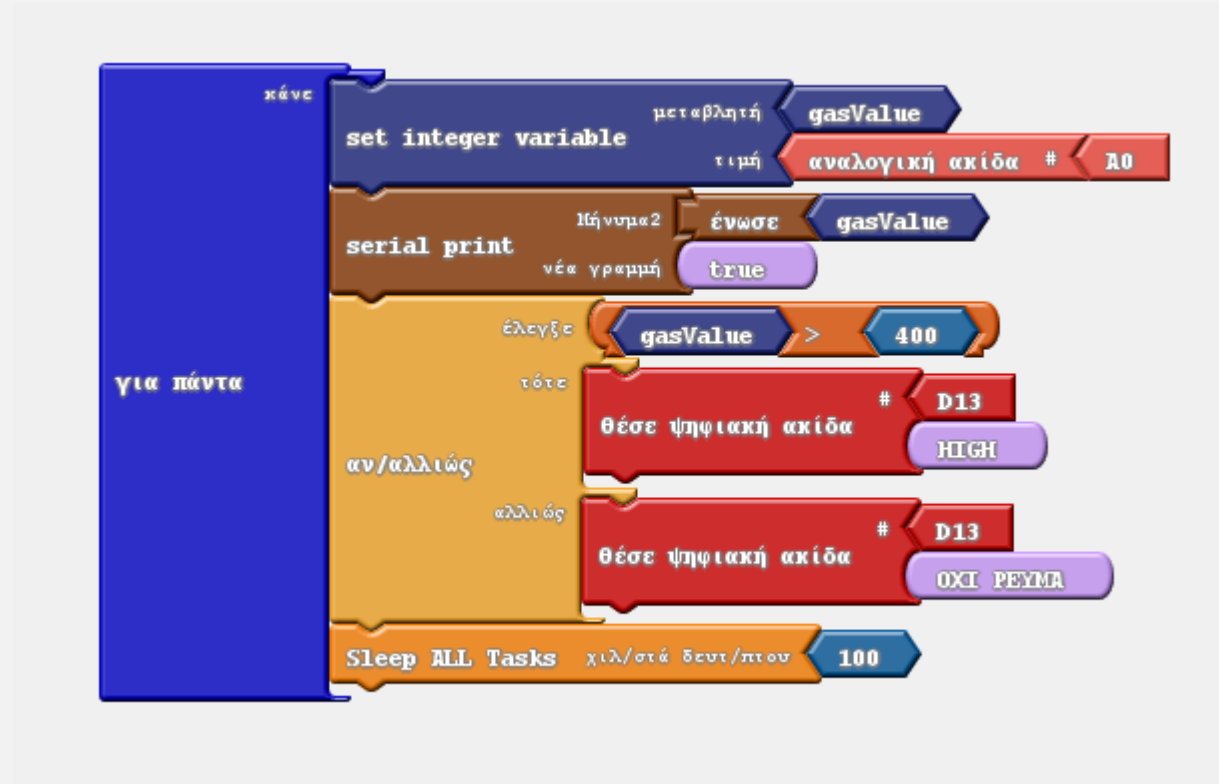 κάνε
set integer variable
μεταβλητή gasValue
τιμή αναλογική ακίδα # A0
serial print
Μήνυμα2 ένωσε gasValue
νέα γραμμή true
έλεγξε gasValue > 400
για πάντα
τότε
θέσε ψηφιακή ακίδα # D13
HIGH
αν/αλλιώς
αλλιώς
θέσε ψηφιακή ακίδα # D13
ΟΧΙ ΡΕΥΜΑ
Sleep ALL Tasks χιλ/στά δευτ/πτου 100